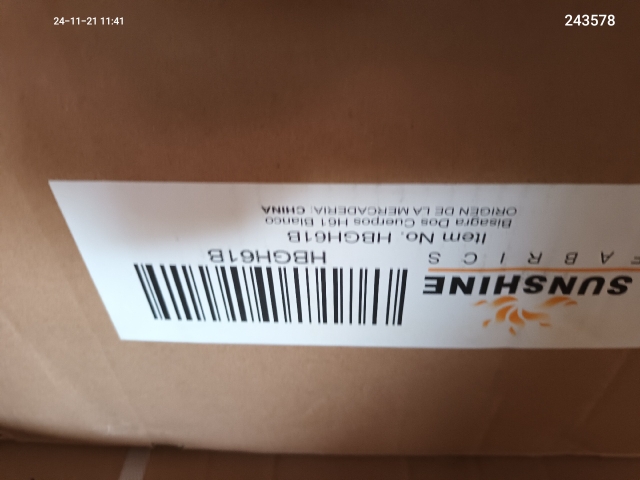 24-11-21 11:41
243578
SUNSHINE
FABRICS
HBGH61B
Item No. HBGH61B
Bisagra Dos Cuerpos H61 Blanco
ORIGEN DE LA MERCADERIA: CHINA